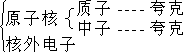 质子 ---- 夸克
原子核
中子 ---- 夸克
核外电子